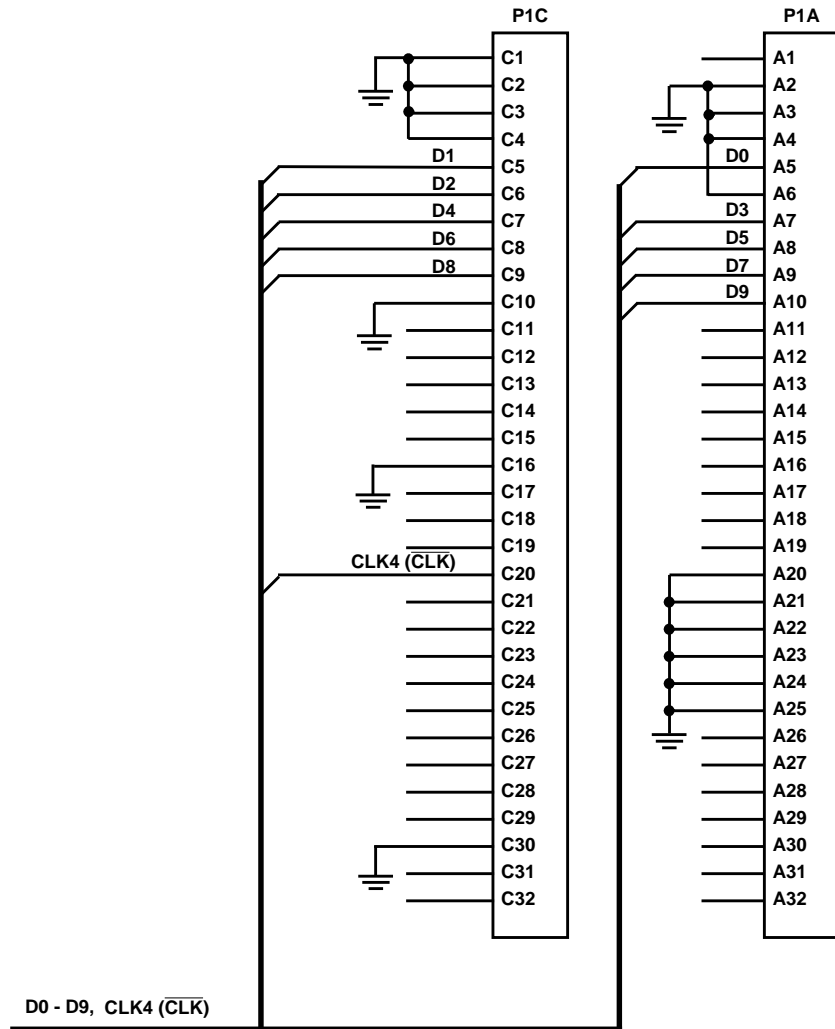 P1C
C1
C2
C3
C4
D1 C5
D2 C6
D4 C7
D6 C8
D8 C9
C10
C11
C12
C13
C14
C15
C16
C17
C18
C19
CLK4 (C̅L̅K̅)
C20
C21
C22
C23
C24
C25
C26
C27
C28
C29
C30
C31
C32
P1A
A1
A2
A3
A4
D0 A5
A6
D3 A7
D5 A8
D7 A9
D9 A10
A11
A12
A13
A14
A15
A16
A17
A18
A19
A20
A21
A22
A23
A24
A25
A26
A27
A28
A29
A30
A31
A32
D0 - D9, CLK4 (C̅L̅K̅)